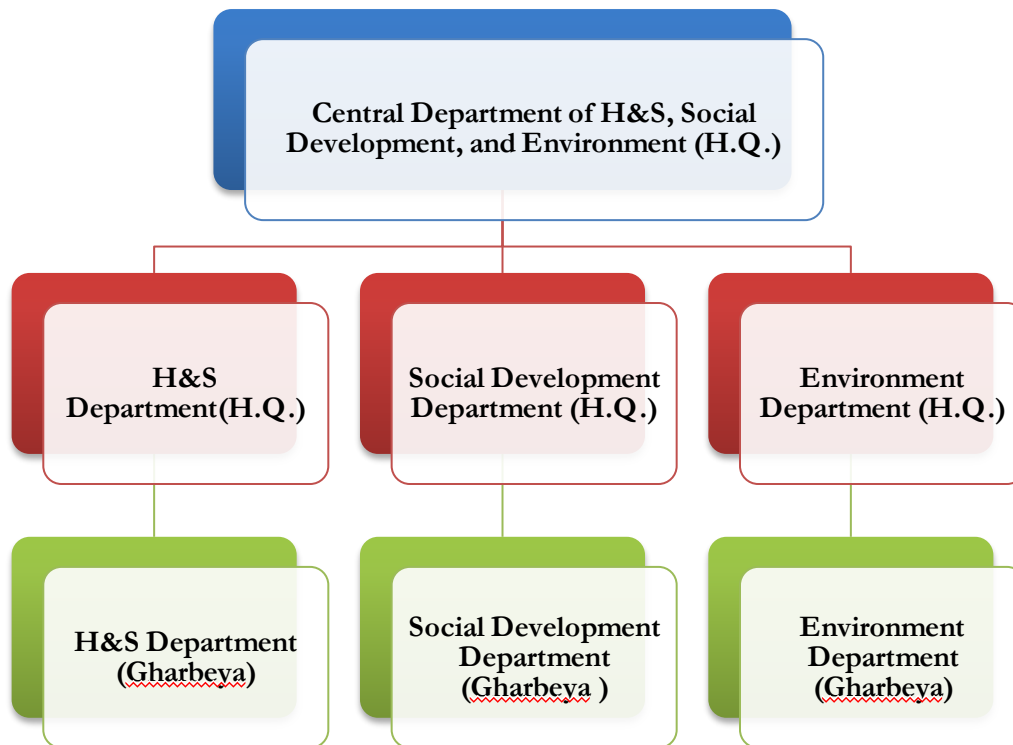 Central Department of H&S, Social
Development, and Environment (H.Q.)
H&S
Department(H.Q.)
Social Development
Department (H.Q.)
Environment
Department (H.Q.)
H&S Department
(Gharbeya)
Social Development
Department
(Gharbeya )
Environment
Department
(Gharbeya)